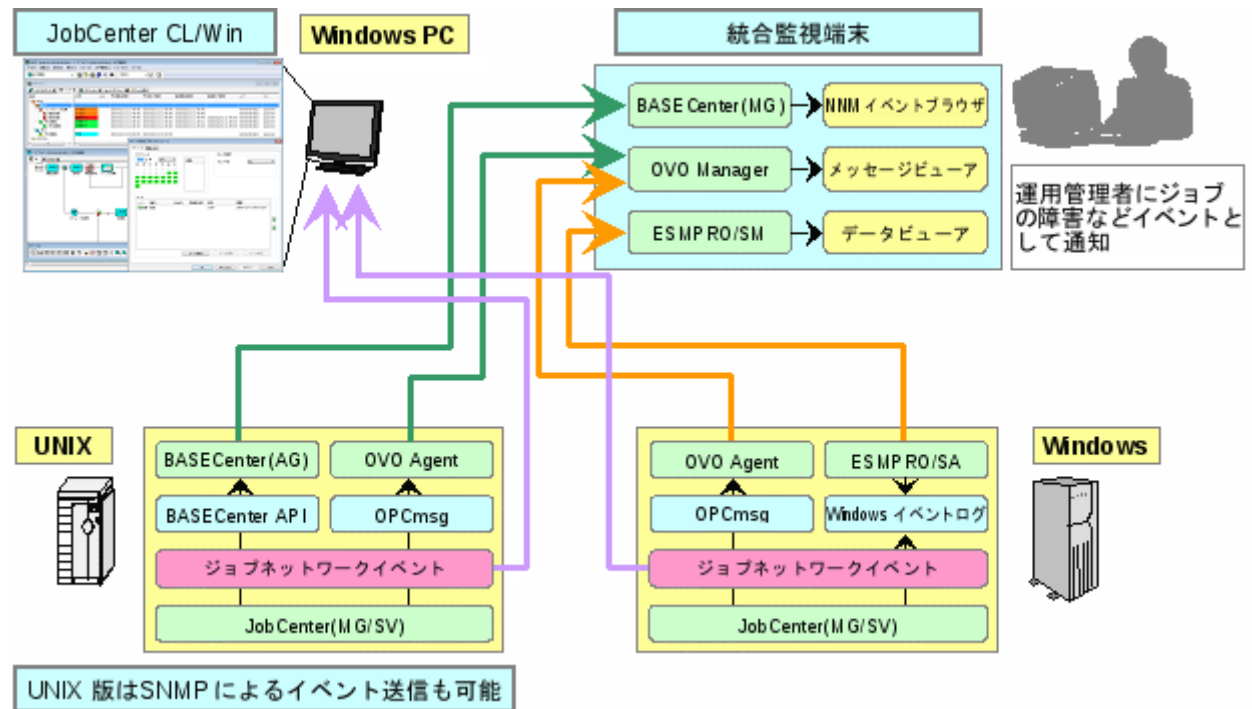 JobCenter CL/Win
Windows PC
統合監視端末
BASECenter(MG)
NNMイベントブラウザ
OVO Manager
メッセージビューア
ESMPRO/SM
データビューア
運用管理者にジョブ
の障害などイベントと
して通知
UNIX
BASECenter(AG)
OVO Agent
BASECenter API
OPCmsg
ジョブネットワークイベント
JobCenter(MG/SV)
OVO Agent
ESMPRO/SA
OPCmsg
Windows イベントログ
ジョブネットワークイベント
JobCenter(MG/SV)
Windows
UNIX 版はSNMPによるイベント送信も可能